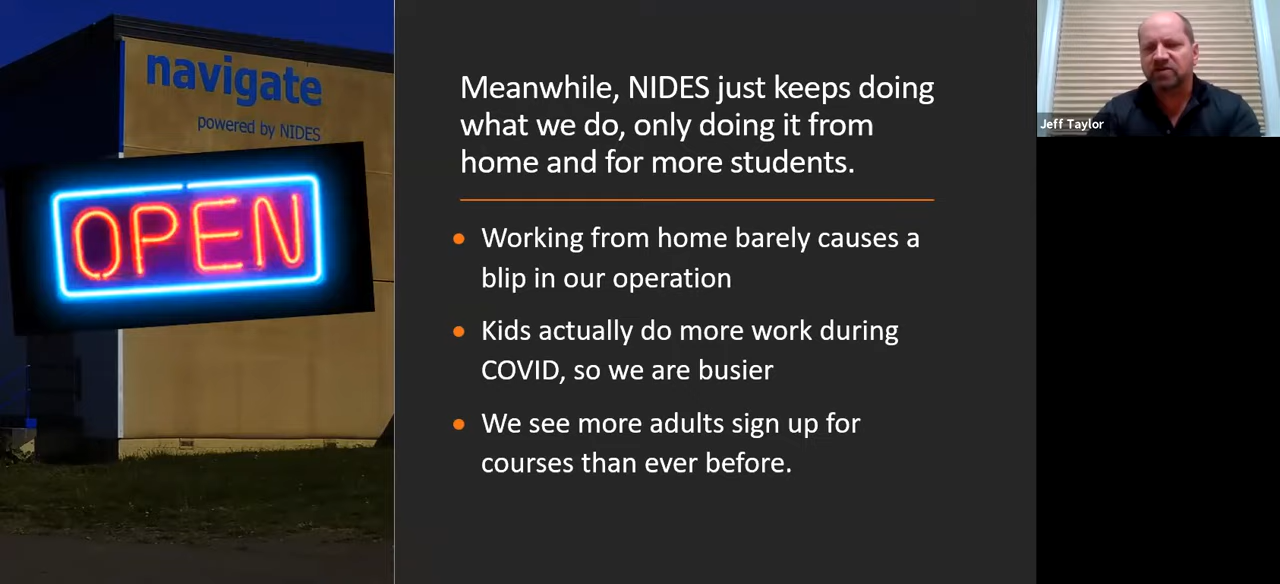 navigate
powered by NIDES
OPEN
Meanwhile, NIDES just keeps doing
what we do, only doing it from
home and for more students.
• Working from home barely causes a
blip in our operation
• Kids actually do more work during
COVID, so we are busier
• We see more adults sign up for
courses than ever before.
Jeff Taylor